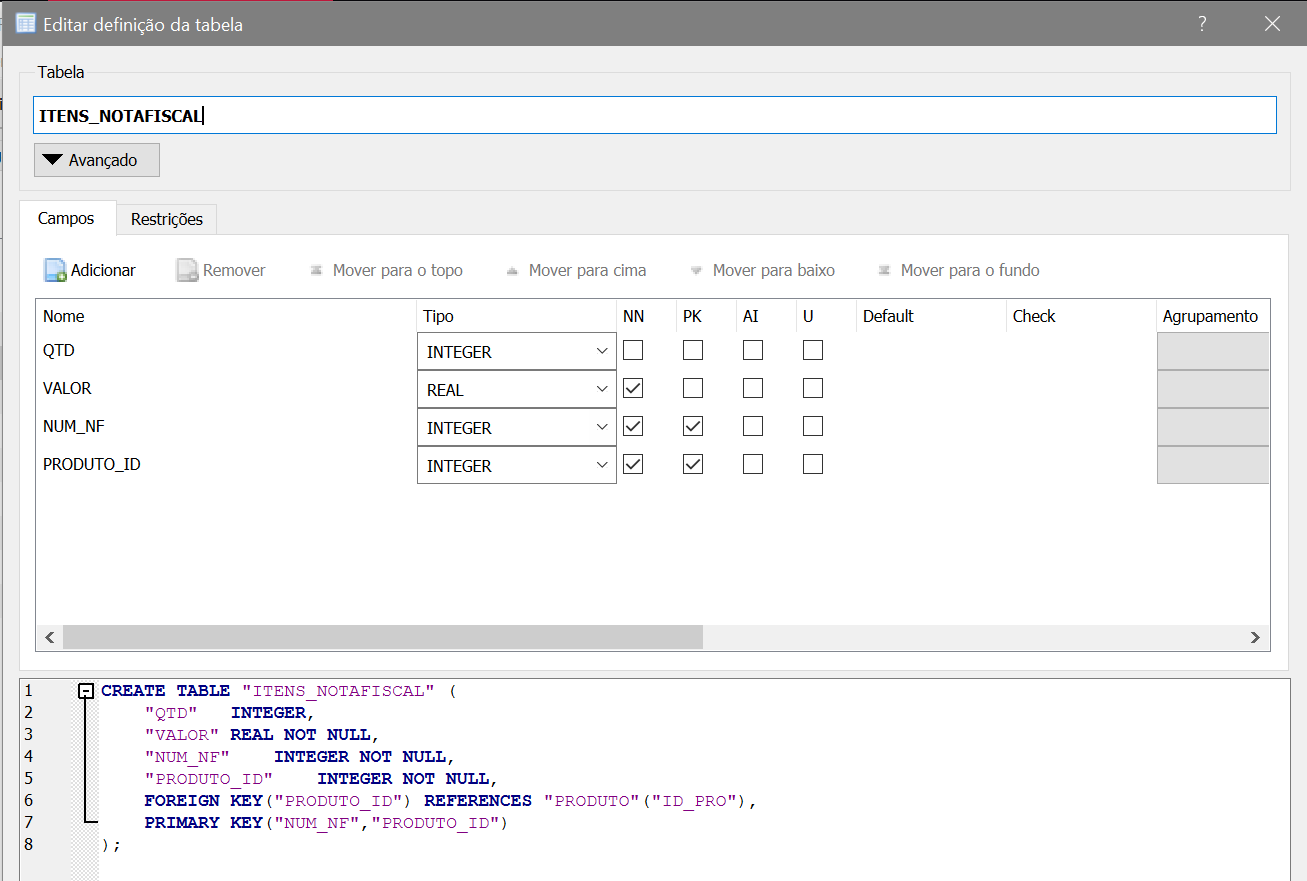 Editar definição da tabela ?
Tabela
ITENS_NOTAFISCAL
Avançado
Campos Restrições
Adicionar Remover Mover para o topo Mover para cima Mover para baixo Mover para o fundo
Nome Tipo NN PK AI U Default Check Agrupamento
QTD INTEGER
VALOR REAL
NUM_NF INTEGER
PRODUTO_ID INTEGER
1 CREATE TABLE "ITENS_NOTAFISCAL" (
2 "QTD" INTEGER,
3 "VALOR" REAL NOT NULL,
4 "NUM_NF" INTEGER NOT NULL,
5 "PRODUTO_ID" INTEGER NOT NULL,
6 FOREIGN KEY("PRODUTO_ID") REFERENCES "PRODUTO"("ID_PRO"),
7 PRIMARY KEY("NUM_NF","PRODUTO_ID")
8 );